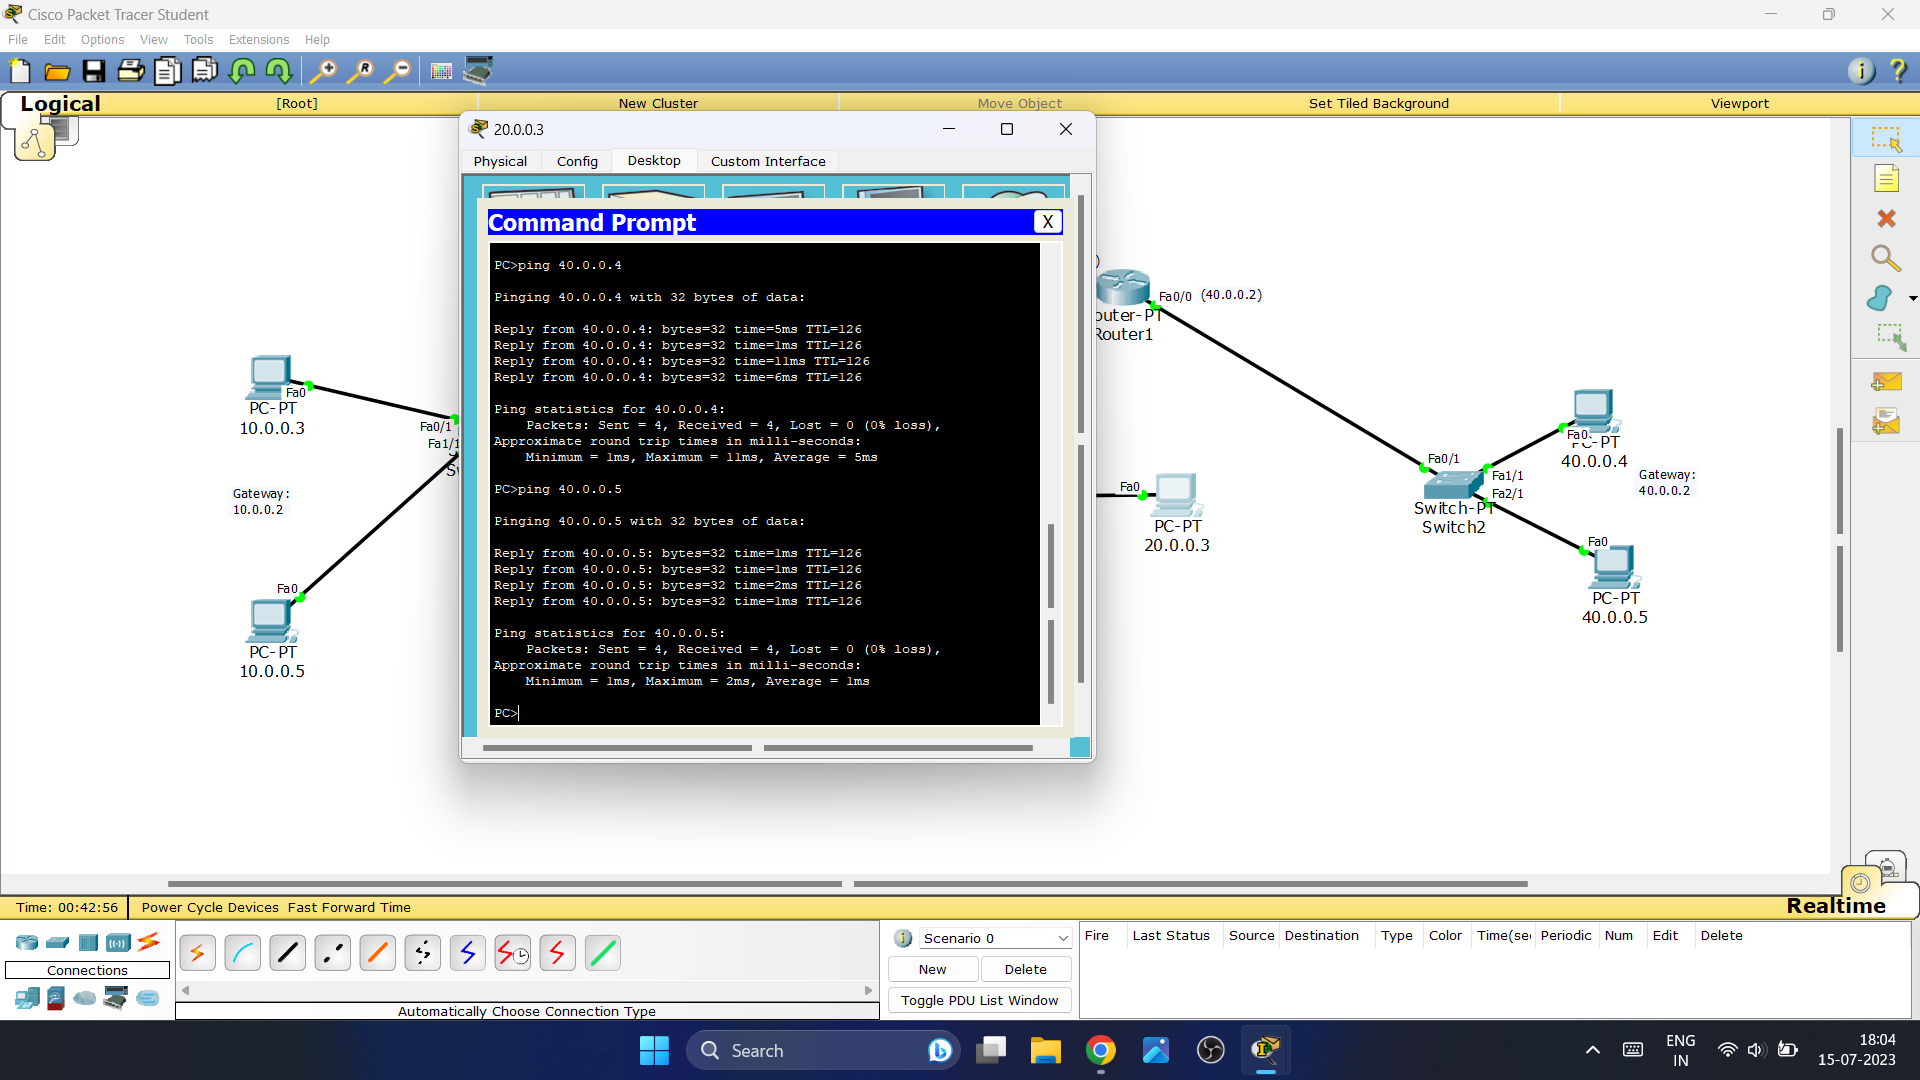 Cisco Packet Tracer Student
File Edit Options View Tools Extensions Help
Logical [Root] New Cluster Move Object Set Tiled Background Viewport
20.0.0.3
Physical Config Desktop Custom Interface
Command Prompt X
PC>ping 40.0.0.4
Pinging 40.0.0.4 with 32 bytes of data:
Reply from 40.0.0.4: bytes=32 time=5ms TTL=126
Reply from 40.0.0.4: bytes=32 time=1ms TTL=126
Reply from 40.0.0.4: bytes=32 time=11ms TTL=126
Reply from 40.0.0.4: bytes=32 time=6ms TTL=126
Ping statistics for 40.0.0.4:
Packets: Sent = 4, Received = 4, Lost = 0 (0% loss),
Approximate round trip times in milli-seconds:
Minimum = 1ms, Maximum = 11ms, Average = 5ms
PC>ping 40.0.0.5
Pinging 40.0.0.5 with 32 bytes of data:
Reply from 40.0.0.5: bytes=32 time=1ms TTL=126
Reply from 40.0.0.5: bytes=32 time=1ms TTL=126
Reply from 40.0.0.5: bytes=32 time=2ms TTL=126
Reply from 40.0.0.5: bytes=32 time=1ms TTL=126
Ping statistics for 40.0.0.5:
Packets: Sent = 4, Received = 4, Lost = 0 (0% loss),
Approximate round trip times in milli-seconds:
Minimum = 1ms, Maximum = 2ms, Average = 1ms
PC>
Fa0
PC-PT
10.0.0.3
Fa0/1
Fa1/1
Gateway:
10.0.0.2
Fa0
PC-PT
10.0.0.5
)
Fa0/0 (40.0.0.2)
outer-PT
Router1
Fa0
PC-PT
20.0.0.3
Fa0/1
Fa1/1
Fa2/1
Switch-PT
Switch2
Fa0
PC-PT
40.0.0.4
Gateway:
40.0.0.2
Fa0
PC-PT
40.0.0.5
Time: 00:42:56 Power Cycle Devices Fast Forward Time
Realtime
Connections
Automatically Choose Connection Type
Scenario 0
New Delete
Toggle PDU List Window
Fire Last Status Source Destination Type Color Time(sec Periodic Num Edit Delete
Search
ENG
IN
18:04
15-07-2023